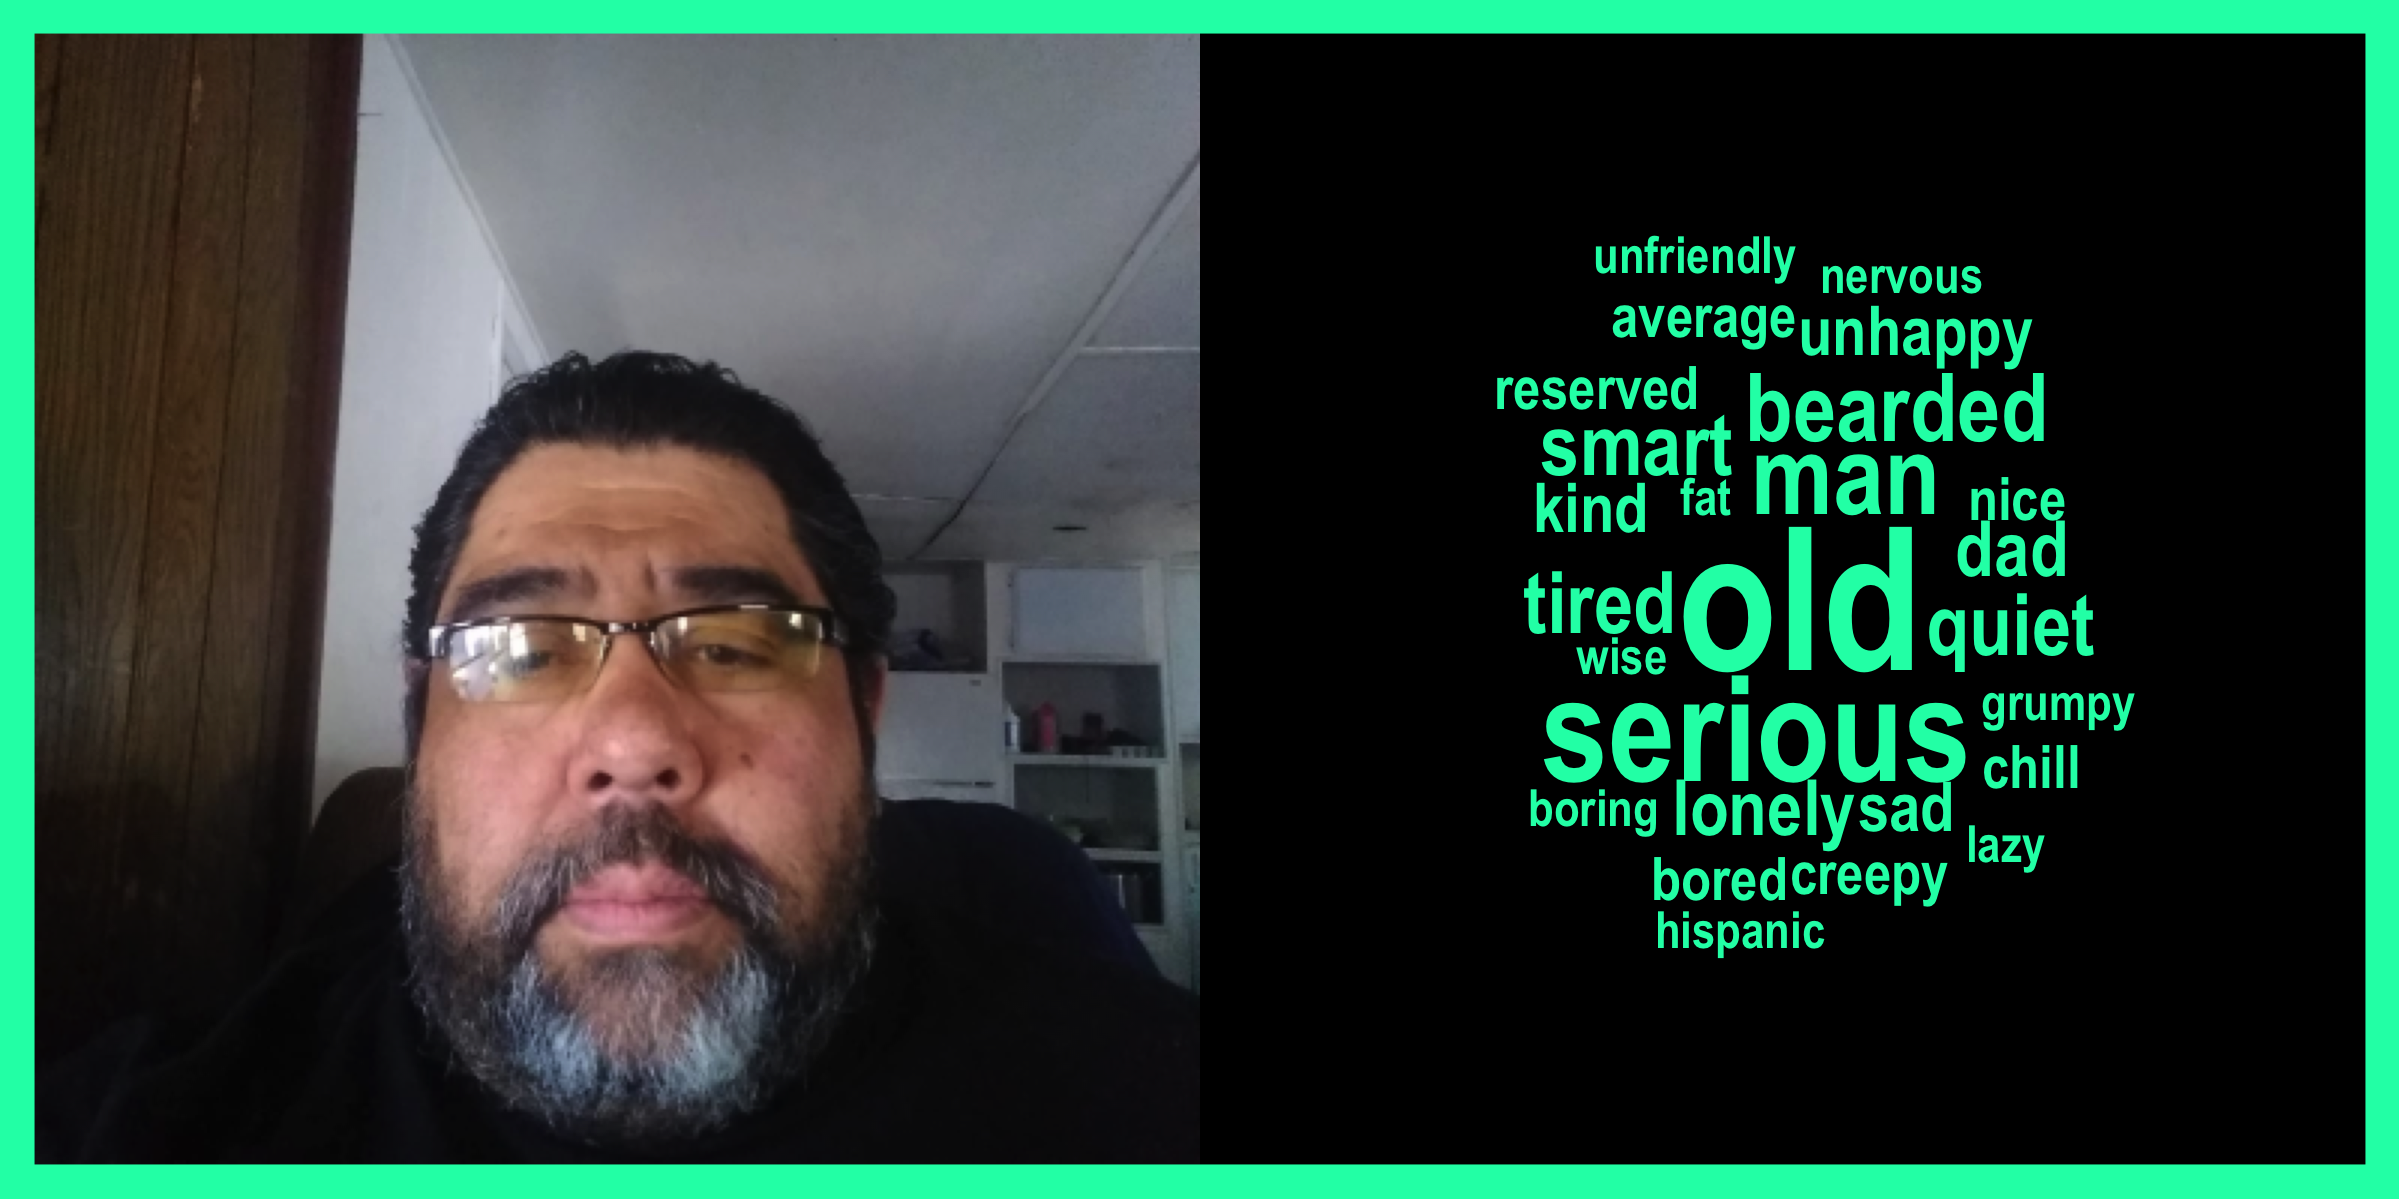 unfriendly nervous
average unhappy
reserved bearded
smart man
kind fat nice
dad
tired old quiet
wise
serious grumpy
chill
boring lonely sad
lazy
bored creepy
hispanic